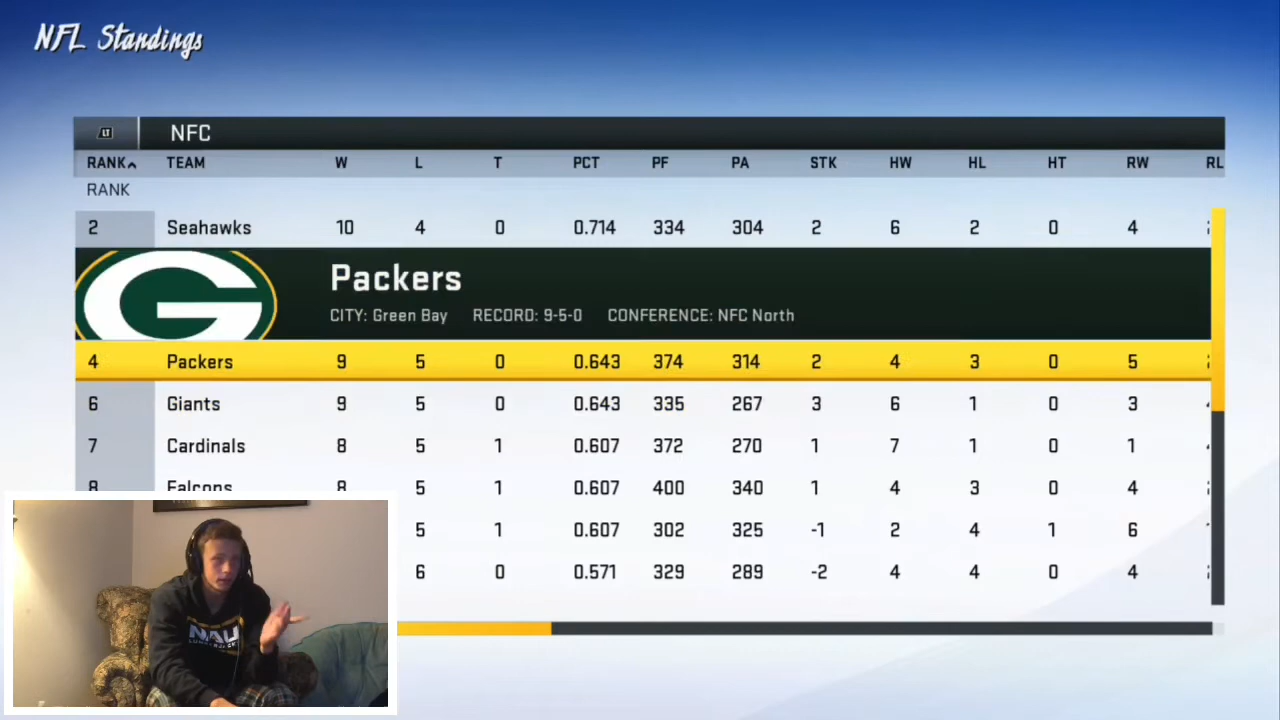 NFL Standings
LT NFC
RANK TEAM W L T PCT PF PA STK HW HL HT RW RL
RANK
2 Seahawks 10 4 0 0.714 334 304 2 6 2 0 4
Packers
CITY: Green Bay RECORD: 9-5-0 CONFERENCE: NFC North
4 Packers 9 5 0 0.643 374 314 2 4 3 0 5
6 Giants 9 5 0 0.643 335 267 3 6 1 0 3
7 Cardinals 8 5 1 0.607 372 270 1 7 1 0 1
8 Falcons 8 5 1 0.607 400 340 1 4 3 0 4
5 1 0.607 302 325 -1 2 4 1 6
6 0 0.571 329 289 -2 4 4 0 4
NAU